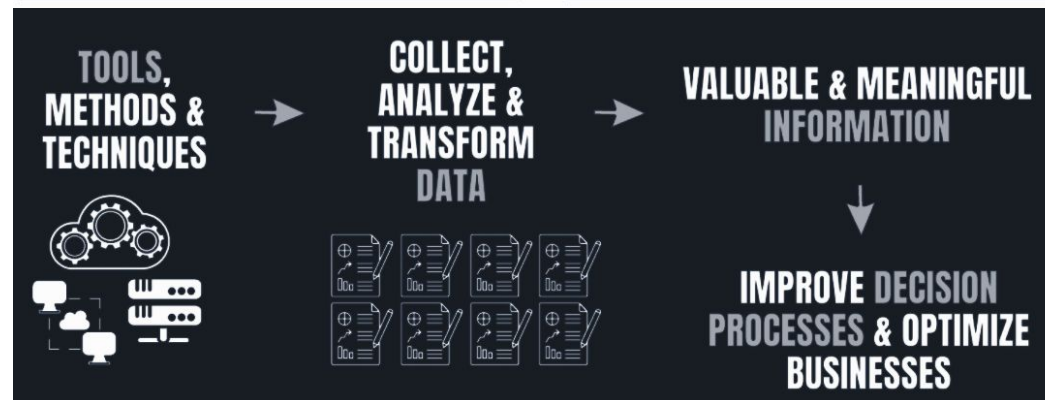 TOOLS,
METHODS &
TECHNIQUES
COLLECT,
ANALYZE &
TRANSFORM
DATA
VALUABLE & MEANINGFUL
INFORMATION
IMPROVE DECISION
PROCESSES & OPTIMIZE
BUSINESSES